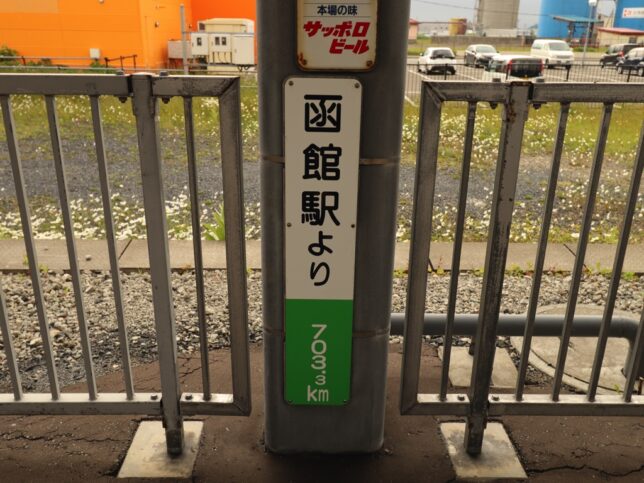 本場の味
サッポロ
ビール
函館駅より
703.3
km